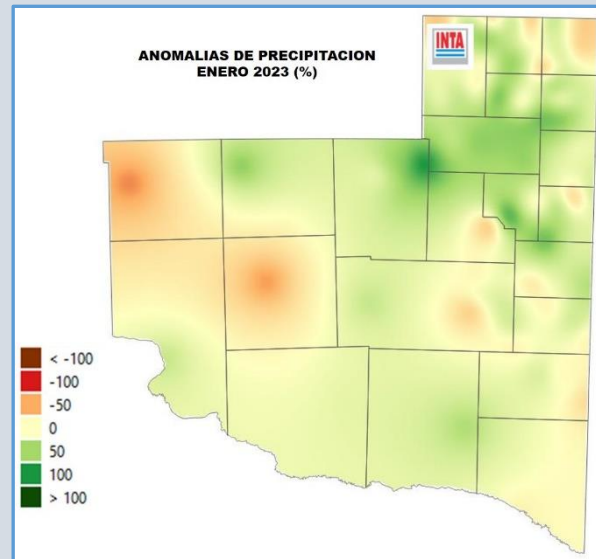 INTA
ANOMALIAS DE PRECIPITACION
ENERO 2023 (%)
< -100
-100
-50
0
50
100
> 100